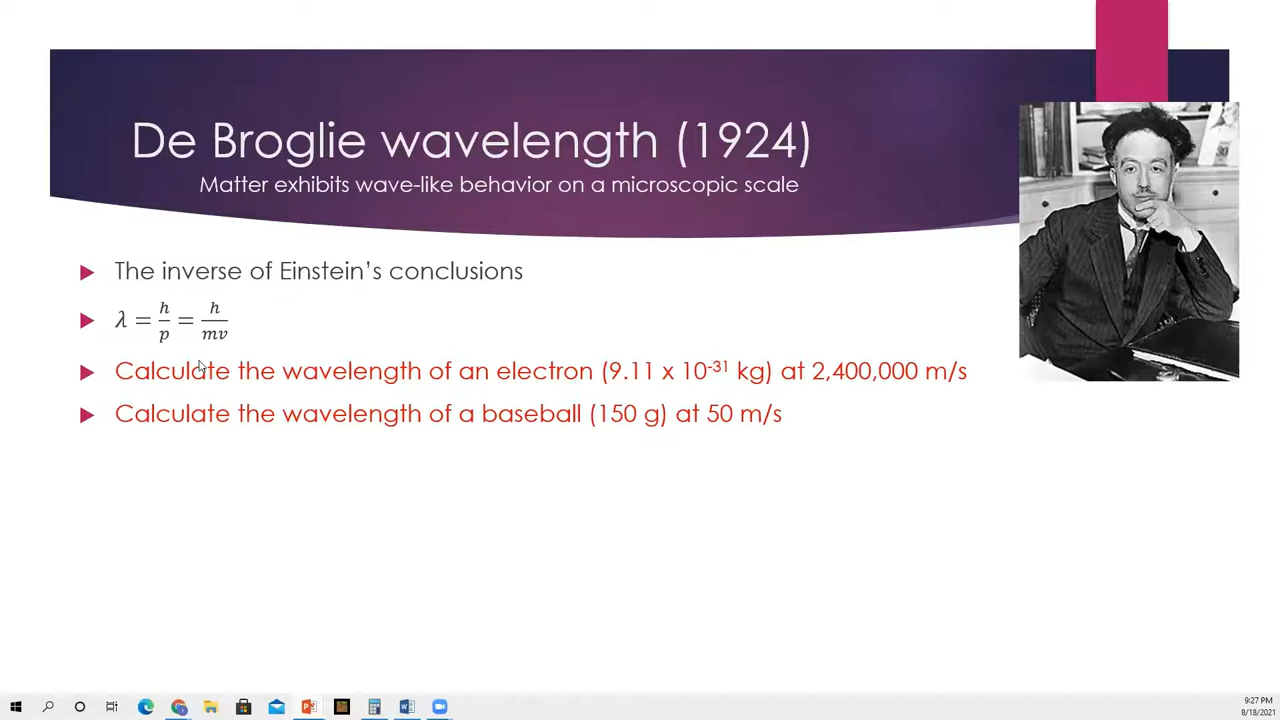 De Broglie wavelength (1924)
Matter exhibits wave-like behavior on a microscopic scale
The inverse of Einstein’s conclusions
λ = h/p = h/mv
Calculate the wavelength of an electron (9.11 x 10⁻³¹ kg) at 2,400,000 m/s
Calculate the wavelength of a baseball (150 g) at 50 m/s
9:27 PM
8/18/2021